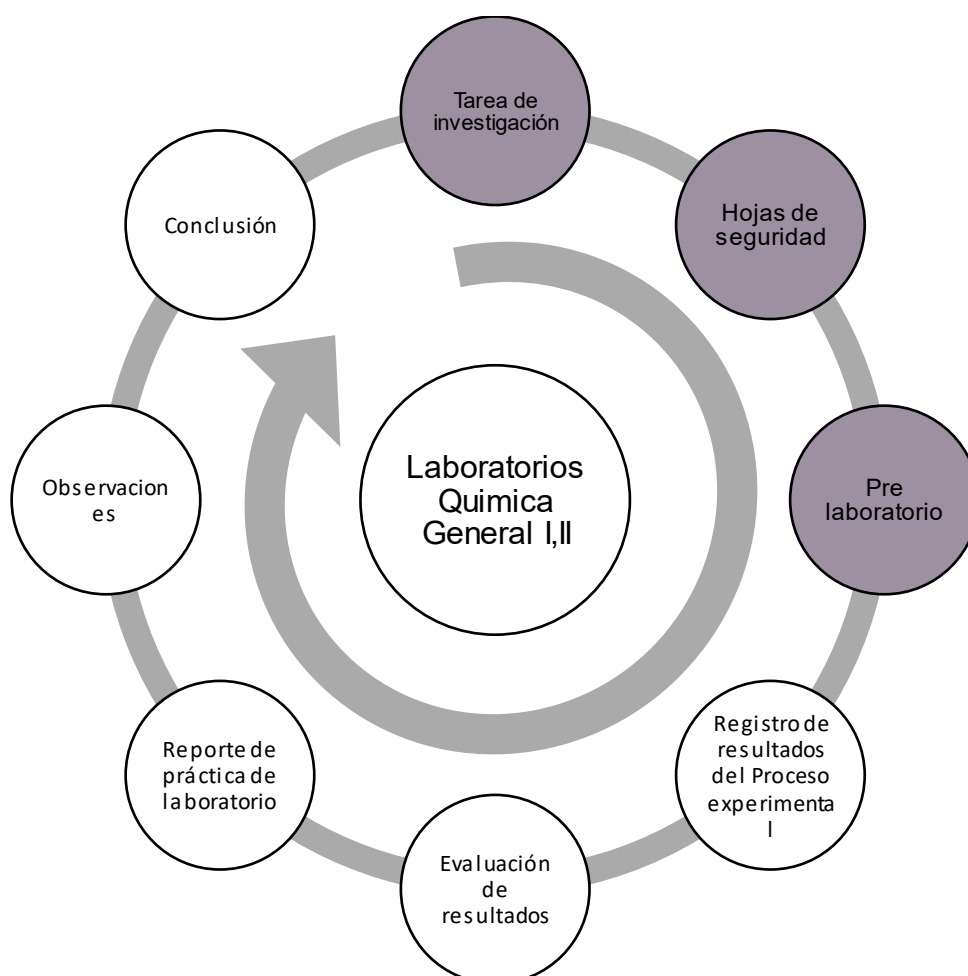 Tarea de
investigación
Hojas de
seguridad
Pre
laboratorio
Registro de
resultados
del Proceso
experimenta
l
Evaluación
de
resultados
Reporte de
práctica de
laboratorio
Observacion
es
Conclusión
Laboratorios
Quimica
General I,II